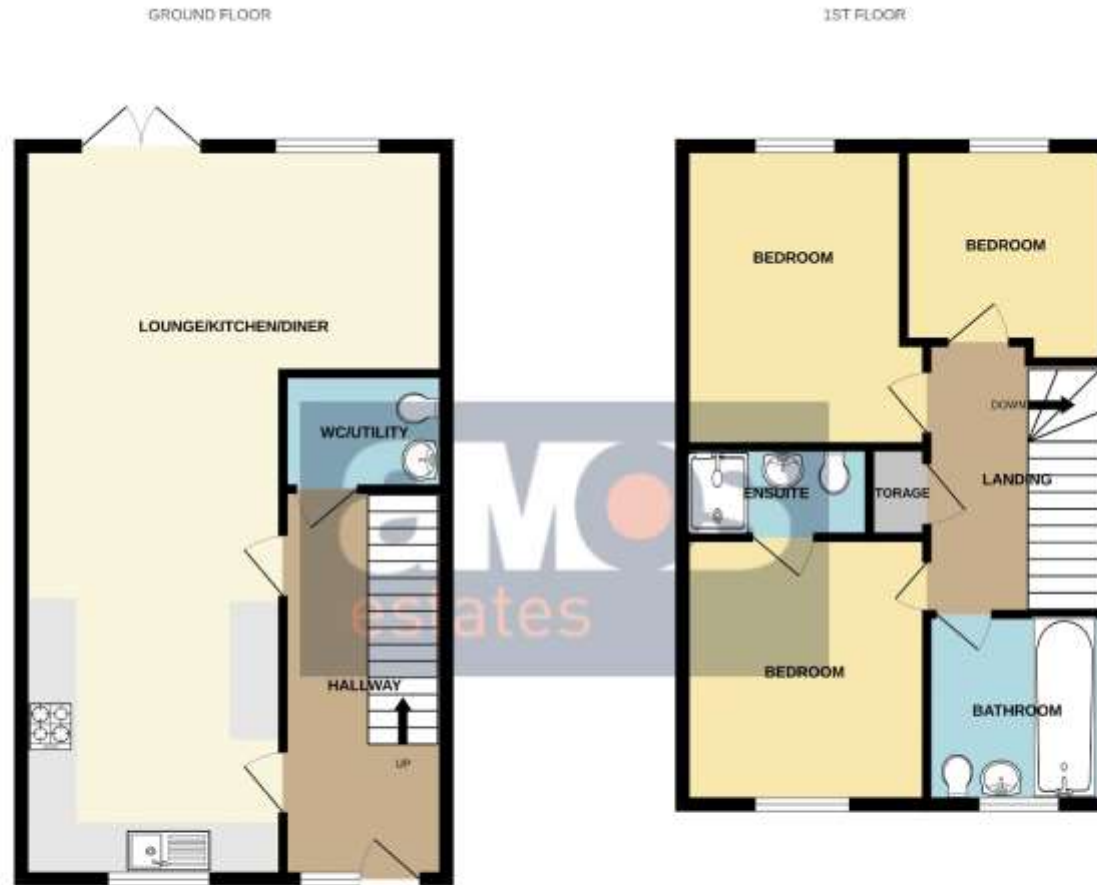 GROUND FLOOR
1ST FLOOR
LOUNGE/KITCHEN/DINER
WC/UTILITY
HALLWAY
UP
BEDROOM
BEDROOM
DOWN
LANDING
ENSUITE
TORAGE
BEDROOM
BATHROOM
amos
estates